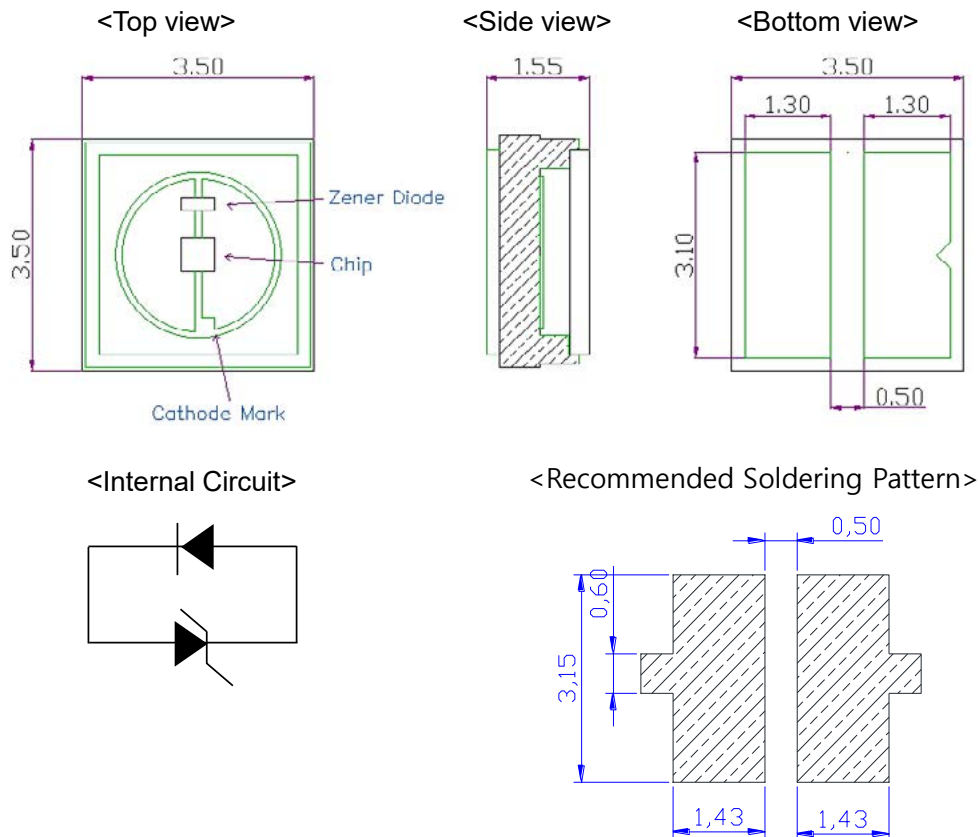 <Top view>
<Side view>
<Bottom view>
3.50
1.55
3.50
1.30
1.30
3.50
Zener Diode
Chip
Cathode Mark
3.10
0.50
<Internal Circuit>
<Recommended Soldering Pattern>
0,50
0,60
3,15
1,43
1,43